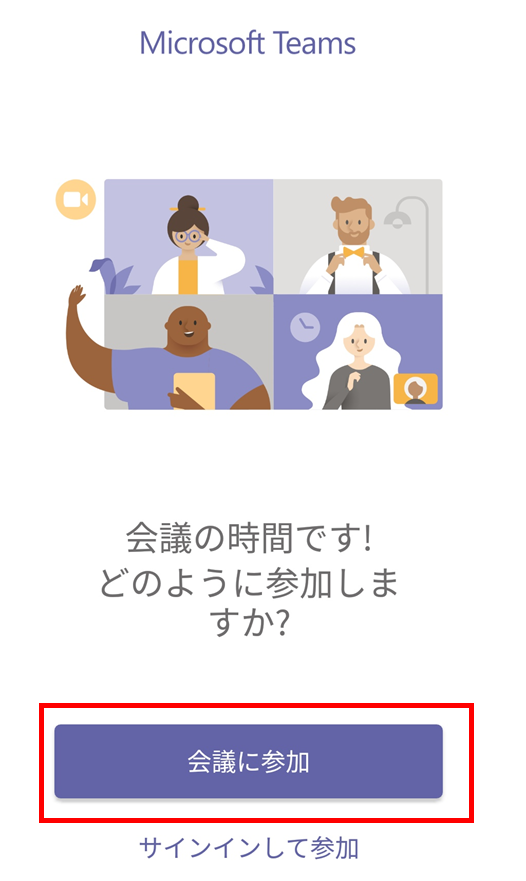 Microsoft Teams
会議の時間です!
どのように参加しま
すか?
会議に参加
サインインして参加